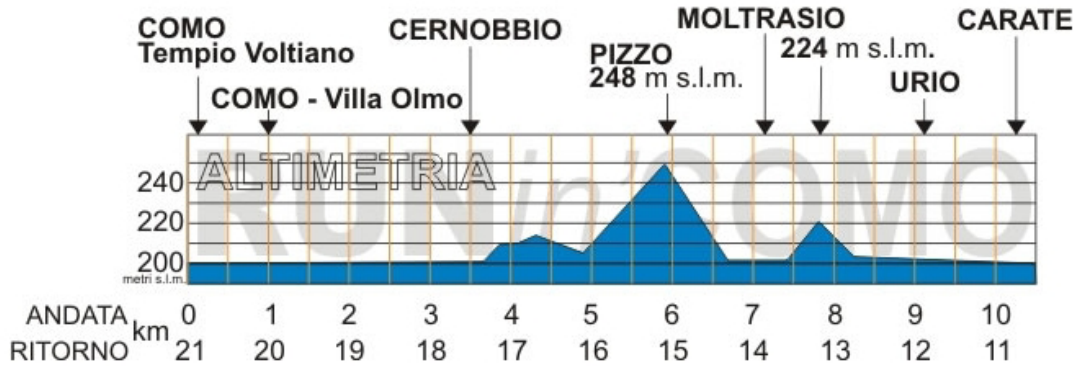 COMO
Tempio Voltiano
COMO - Villa Olmo
CERNOBBIO
PIZZO
248 m s.l.m.
MOLTRASIO
224 m s.l.m.
URIO
CARATE
ALTIMETRIA
RUN in' COMO
240
220
200
metri s.l.m.
ANDATA km 0 1 2 3 4 5 6 7 8 9 10
RITORNO 21 20 19 18 17 16 15 14 13 12 11